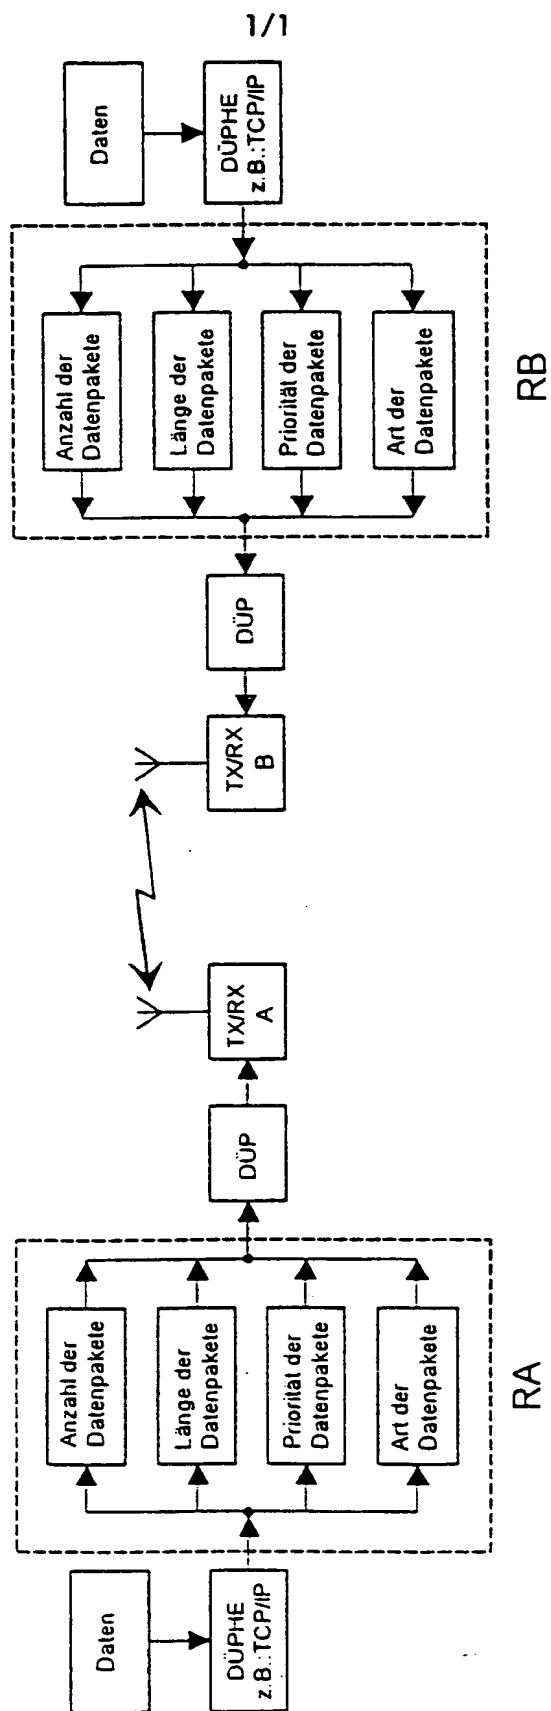 1/1
Daten
DÜPHE
z.B.:TCP/IP
Anzahl der
Datenpakete
Länge der
Datenpakete
Priorität der
Datenpakete
Art der
Datenpakete
RA
DÜP
TX/RX
A
TX/RX
B
DÜP
Anzahl der
Datenpakete
Länge der
Datenpakete
Priorität der
Datenpakete
Art der
Datenpakete
RB
Daten
DÜPHE
z.B.:TCP/IP